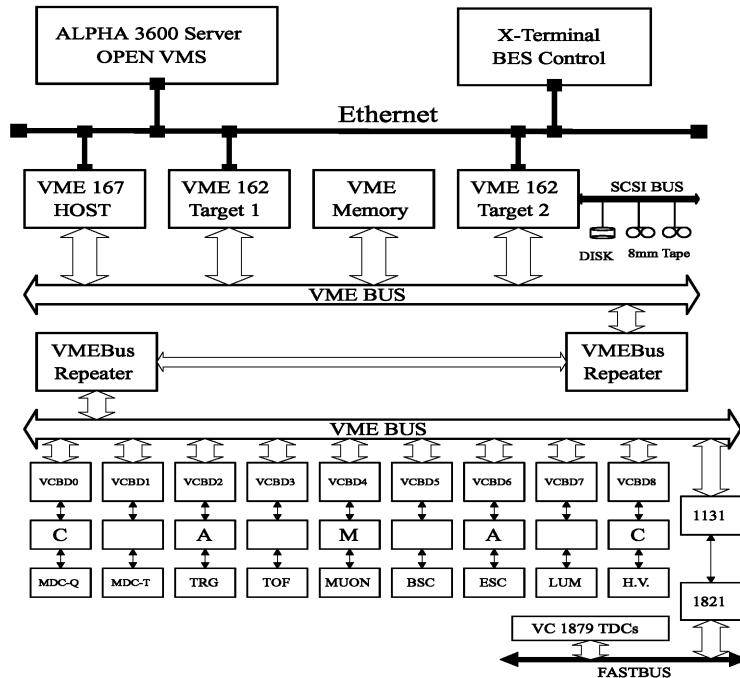 ALPHA 3600 Server
OPEN VMS
X-Terminal
BES Control
Ethernet
VME 167
HOST
VME 162
Target 1
VME
Memory
VME 162
Target 2
SCSI BUS
DISK
8mm Tape
VME BUS
VMEBus
Repeater
VMEBus
Repeater
VME BUS
VCBD0
VCBD1
VCBD2
VCBD3
VCBD4
VCBD5
VCBD6
VCBD7
VCBD8
1131
C
A
M
A
C
MDC-Q
MDC-T
TRG
TOF
MUON
BSC
ESC
LUM
H.V.
1821
VC 1879 TDCs
FASTBUS